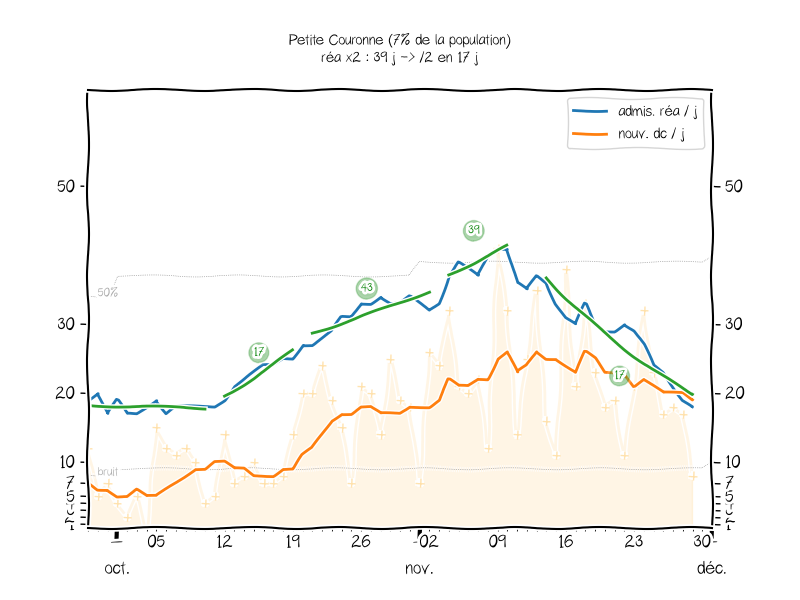 Petite Couronne (7% de la population)
réa x2 : 39 j -> /2 en 17 j
admis. réa / j
nouv. dc / j
50 50
39
50%
43
30 30
17
17
20 20
bruit
10 10
7 7
5 5
05 12 19 26 02 09 16 23 30
oct. nov. déc.